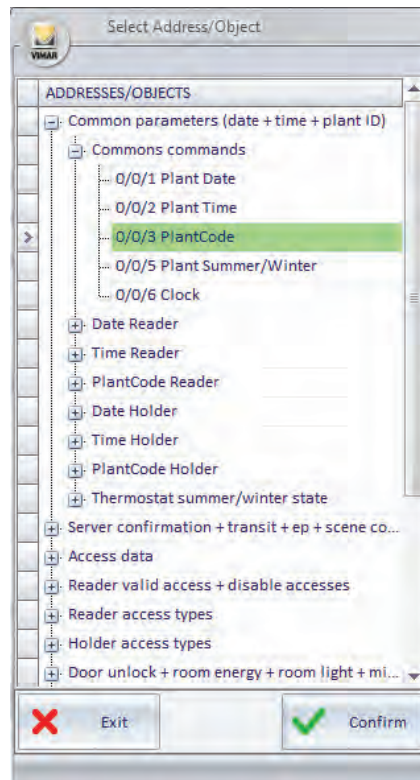 Select Address/Object
VIMAR
ADDRESSES/OBJECTS
Common parameters (date + time + plant ID)
Commons commands
0/0/1 Plant Date
0/0/2 Plant Time
0/0/3 PlantCode
0/0/5 Plant Summer/Winter
0/0/6 Clock
Date Reader
Time Reader
PlantCode Reader
Date Holder
Time Holder
PlantCode Holder
Thermostat summer/winter state
Server confirmation + transit + ep + scene co...
Access data
Reader valid access + disable accesses
Reader access types
Holder access types
Door unlock + room energy + room light + mi...
Exit
Confirm